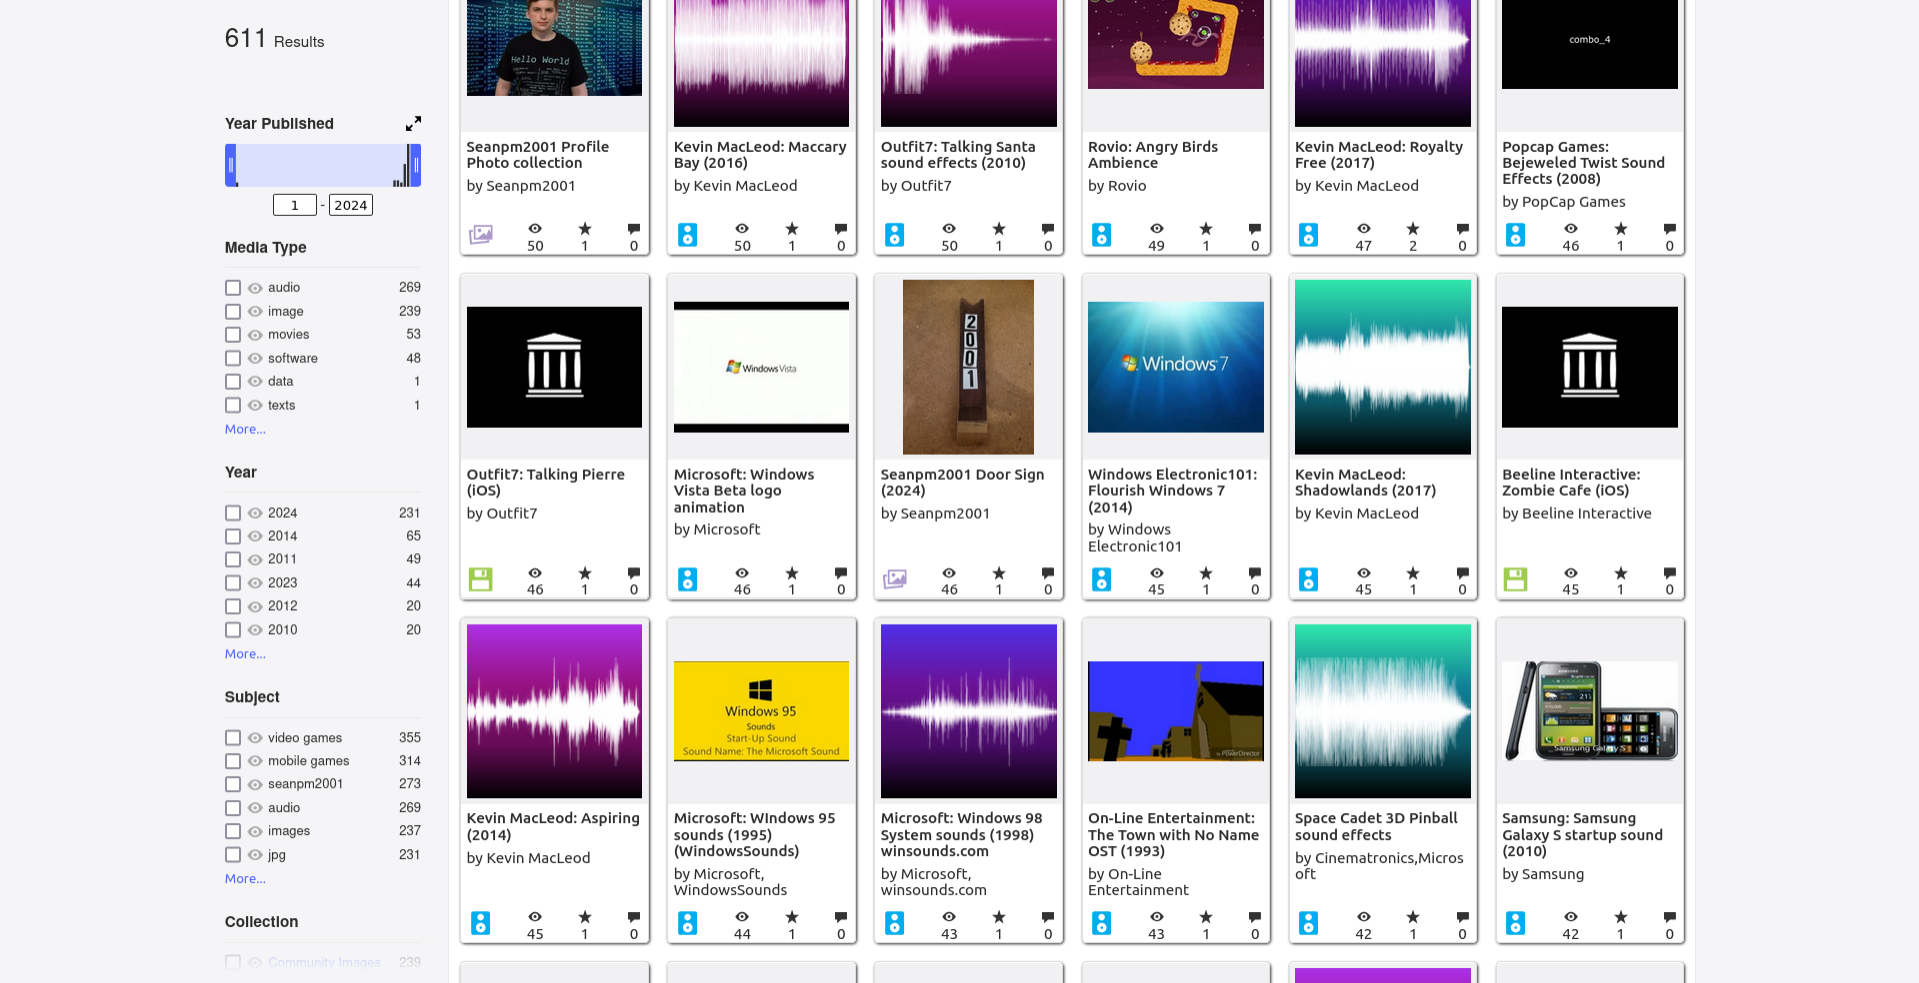 611 Results
Year Published
1 - 2024
Media Type
audio 269
image 239
movies 53
software 48
data 1
texts 1
More...
Year
2024 231
2014 65
2011 49
2023 44
2012 20
2010 20
More...
Subject
video games 355
mobile games 314
seanpm2001 273
audio 269
images 237
jpg 231
More...
Collection
Community Images 239
Hello World
Seanpm2001 Profile
Photo collection
by Seanpm2001
50 1 0
Kevin MacLeod: Maccary
Bay (2016)
by Kevin MacLeod
50 1 0
Outfit7: Talking Santa
sound effects (2010)
by Outfit7
50 1 0
Rovio: Angry Birds
Ambience
by Rovio
49 1 0
Kevin MacLeod: Royalty
Free (2017)
by Kevin MacLeod
47 2 0
combo_4
Popcap Games:
Bejeweled Twist Sound
Effects (2008)
by PopCap Games
46 1 0
Outfit7: Talking Pierre
(iOS)
by Outfit7
46 1 0
Windows Vista
Microsoft: Windows
Vista Beta logo
animation
by Microsoft
46 1 0
2001
Seanpm2001 Door Sign
(2024)
by Seanpm2001
46 1 0
Windows 7
Windows Electronic101:
Flourish Windows 7
(2014)
by Windows
Electronic101
45 1 0
Kevin MacLeod:
Shadowlands (2017)
by Kevin MacLeod
45 1 0
Beeline Interactive:
Zombie Cafe (iOS)
by Beeline Interactive
45 1 0
Kevin MacLeod: Aspiring
(2014)
by Kevin MacLeod
45 1 0
Windows 95
Sounds
Start-Up Sound
Sound Name: The Microsoft Sound
Microsoft: WIndows 95
sounds (1995)
(WindowsSounds)
by Microsoft,
WindowsSounds
44 1 0
Microsoft: Windows 98
System sounds (1998)
winsounds.com
by Microsoft,
winsounds.com
43 1 0
by PowerDirector
On-Line Entertainment:
The Town with No Name
OST (1993)
by On-Line
Entertainment
43 1 0
Space Cadet 3D Pinball
sound effects
by Cinematronics,Micros
oft
42 1 0
Samsung Galaxy S
Samsung: Samsung
Galaxy S startup sound
(2010)
by Samsung
42 1 0